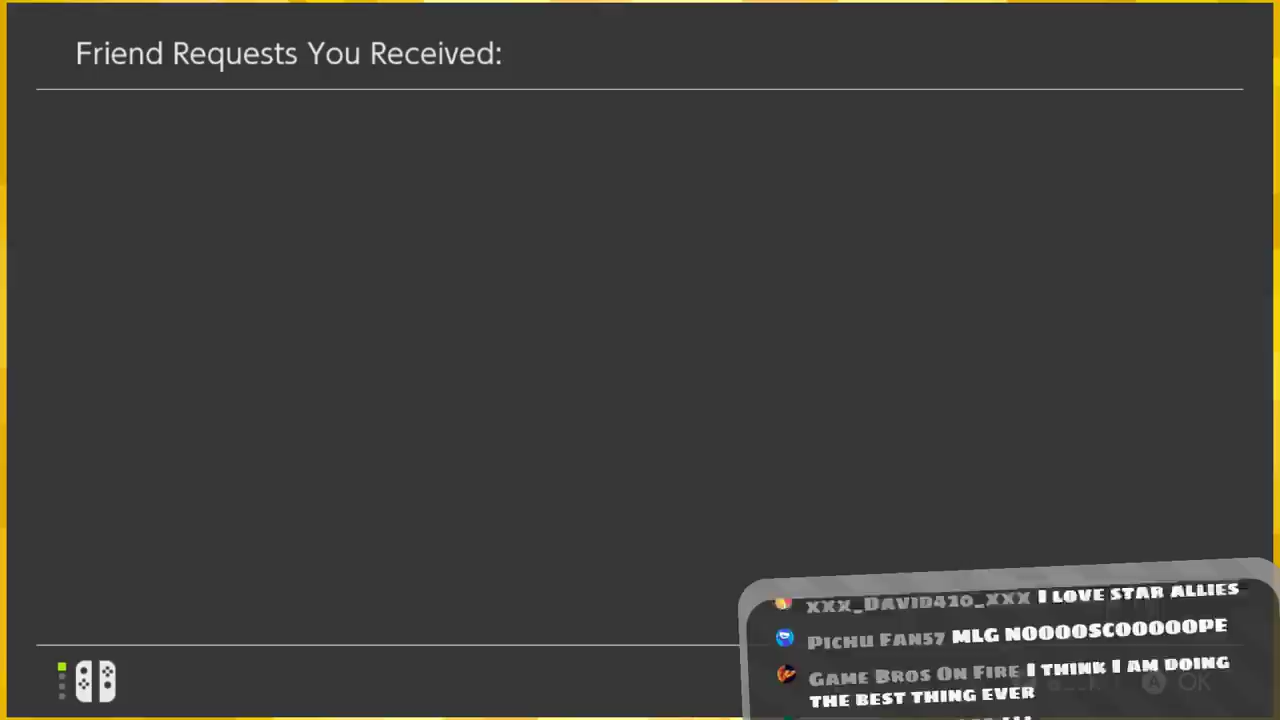 Friend Requests You Received:
xxx_David420_xxx I LOVE STAR ALLIES
Pichu Fan57 MLG NOOOOSCOOOOOPE
Game Bros On Fire I THINK I AM DOING
THE BEST THING EVER
A OK